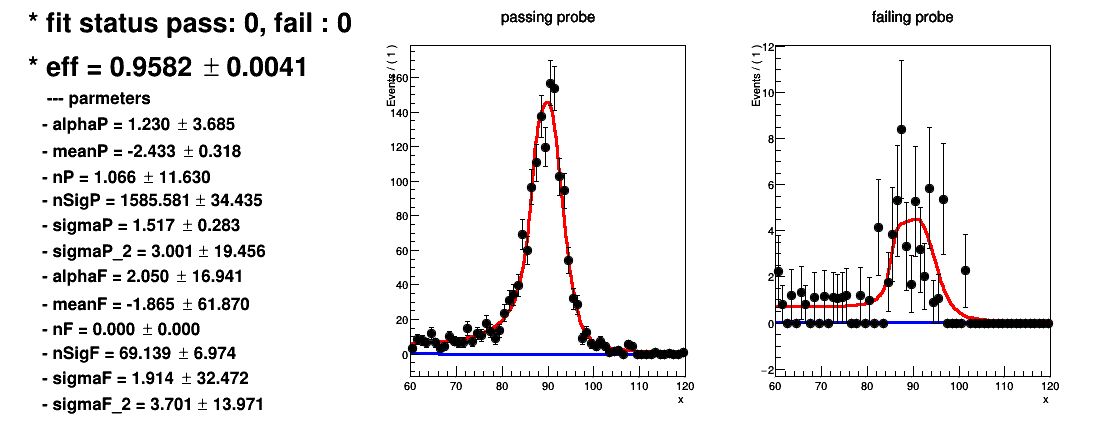 * fit status pass: 0, fail : 0
* eff = 0.9582 ± 0.0041
--- parmeters
- alphaP = 1.230 ± 3.685
- meanP = -2.433 ± 0.318
- nP = 1.066 ± 11.630
- nSigP = 1585.581 ± 34.435
- sigmaP = 1.517 ± 0.283
- sigmaP_2 = 3.001 ± 19.456
- alphaF = 2.050 ± 16.941
- meanF = -1.865 ± 61.870
- nF = 0.000 ± 0.000
- nSigF = 69.139 ± 6.974
- sigmaF = 1.914 ± 32.472
- sigmaF_2 = 3.701 ± 13.971
passing probe
Events / ( 1 )
160
140
120
100
80
60
40
20
0
60 70 80 90 100 110 120
x
failing probe
Events / ( 1 )
12
10
8
6
4
2
0
−2
60 70 80 90 100 110 120
x